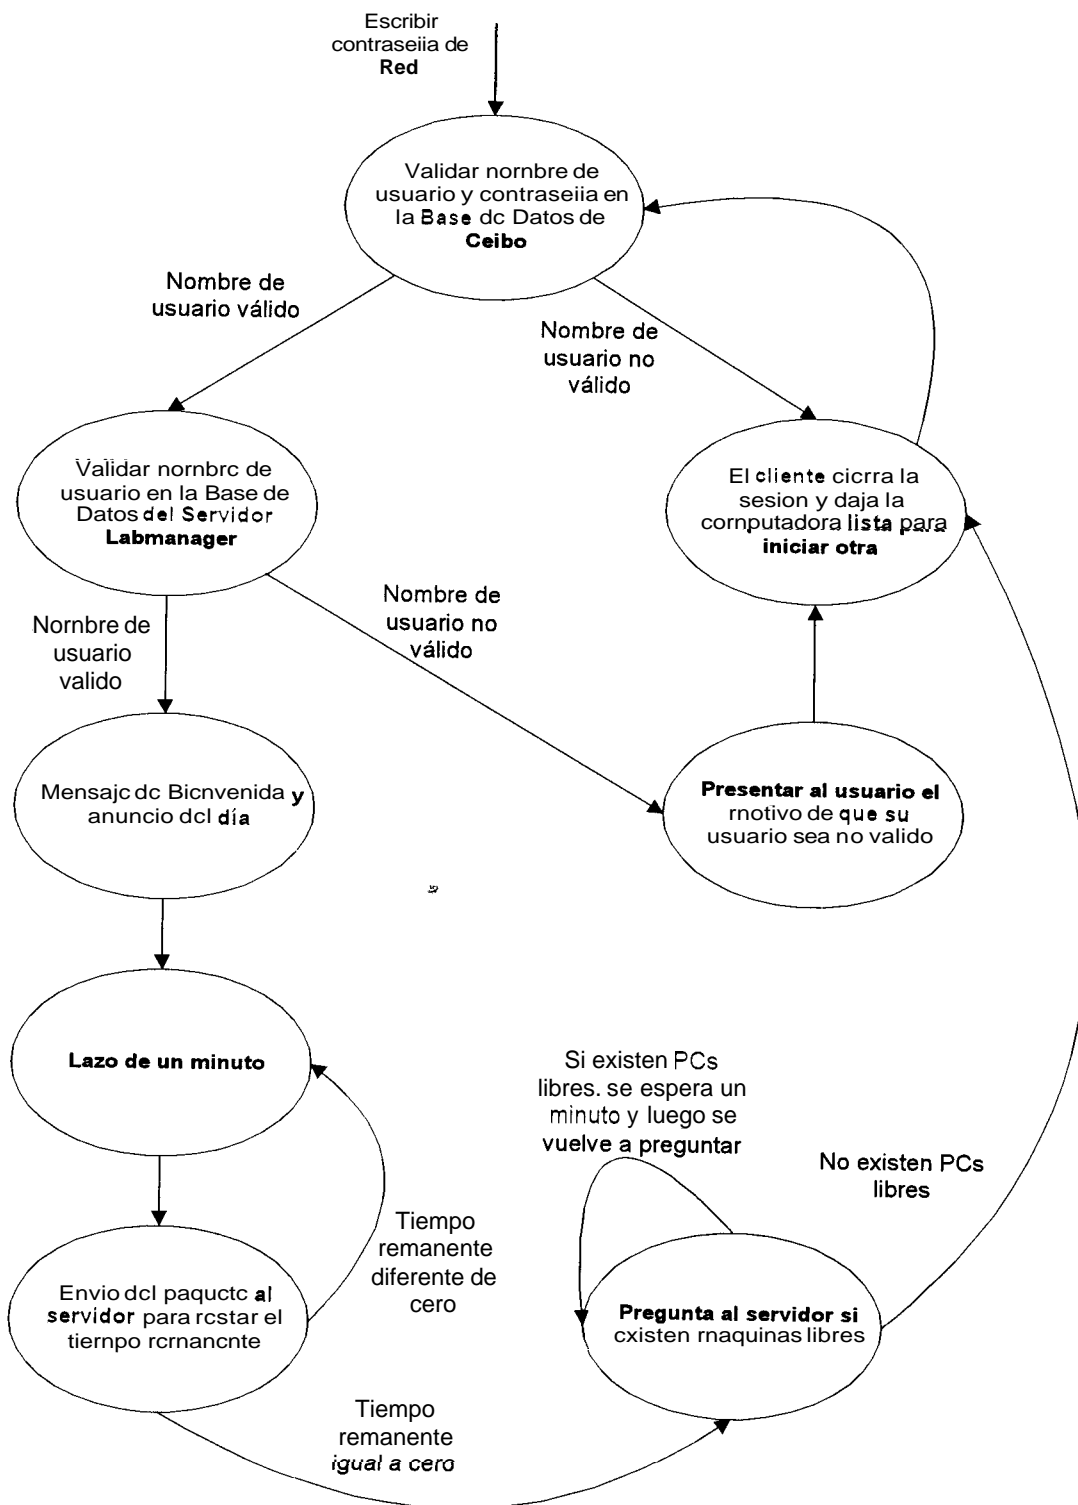 Escribir
contraseiia de
Red
Validar nornbre de
usuario y contraseiia en
la Base dc Datos de
Ceibo
Nombre de
usuario válido
Nombre de
usuario no
válido
Validar nornbrc de
usuario en la Base de
Datos del Servidor
Labmanager
El cliente cicrra la
sesion y daja la
cornputadora lista para
iniciar otra
Nombre de
usuario no
válido
Nornbre de
usuario
valido
Mensajc dc Bicnvenida y
anuncio dcl día
Presentar al usuario el
rnotivo de que su
usuario sea no valido
Lazo de un minuto
Si existen PCs
libres. se espera un
minuto y luego se
vuelve a preguntar
No existen PCs
libres
Tiempo
remanente
diferente de
cero
Envio dcl paquctc al
servidor para rcstar el
tiernpo rcrnancnte
Pregunta al servidor si
cxisten rnaquinas libres
Tiempo
remanente
igual a cero